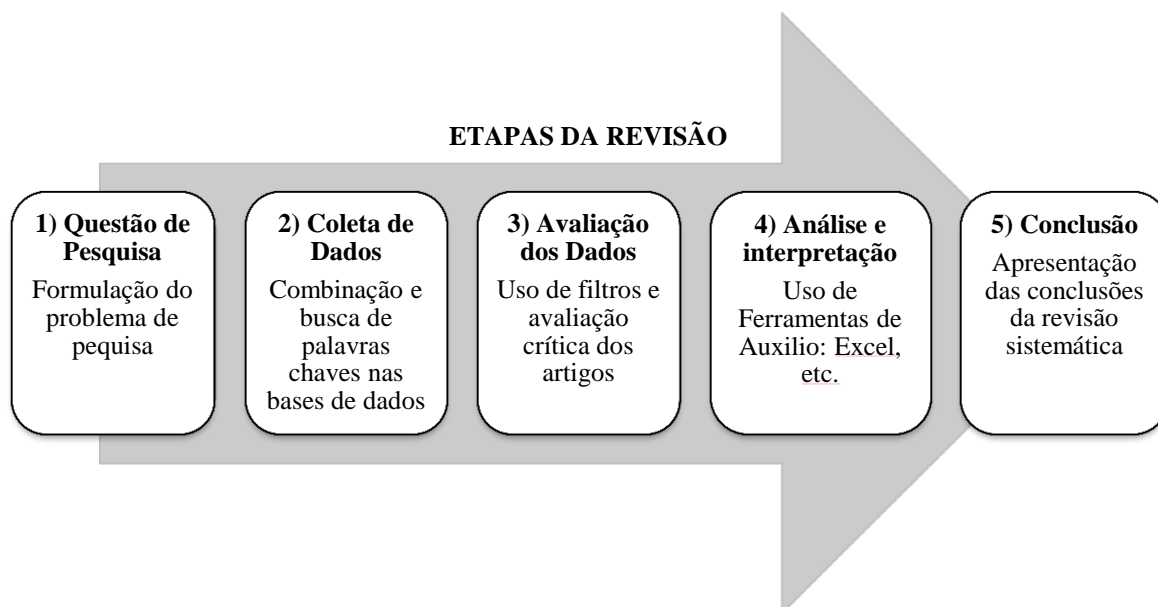 ETAPAS DA REVISÃO
1) Questão de
Pesquisa
Formulação do
problema de
pequisa
2) Coleta de
Dados
Combinação e
busca de
palavras
chaves nas
bases de dados
3) Avaliação
dos Dados
Uso de filtros e
avaliação
crítica dos
artigos
4) Análise e
interpretação
Uso de
Ferramentas de
Auxilio: Excel,
etc.
5) Conclusão
Apresentação
das conclusões
da revisão
sistemática